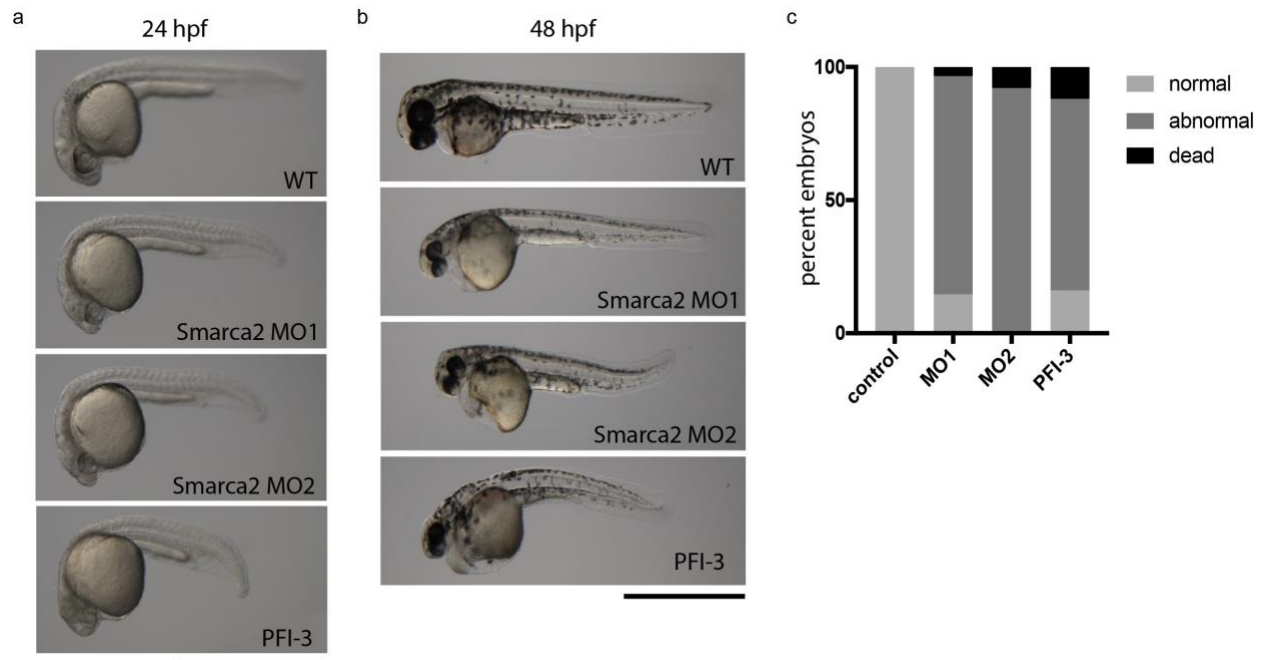 a
24 hpf
WT
Smarca2 MO1
Smarca2 MO2
PFI-3
b
48 hpf
WT
Smarca2 MO1
Smarca2 MO2
PFI-3
c
percent embryos
100
50
0
control
MO1
MO2
PFI-3
normal
abnormal
dead